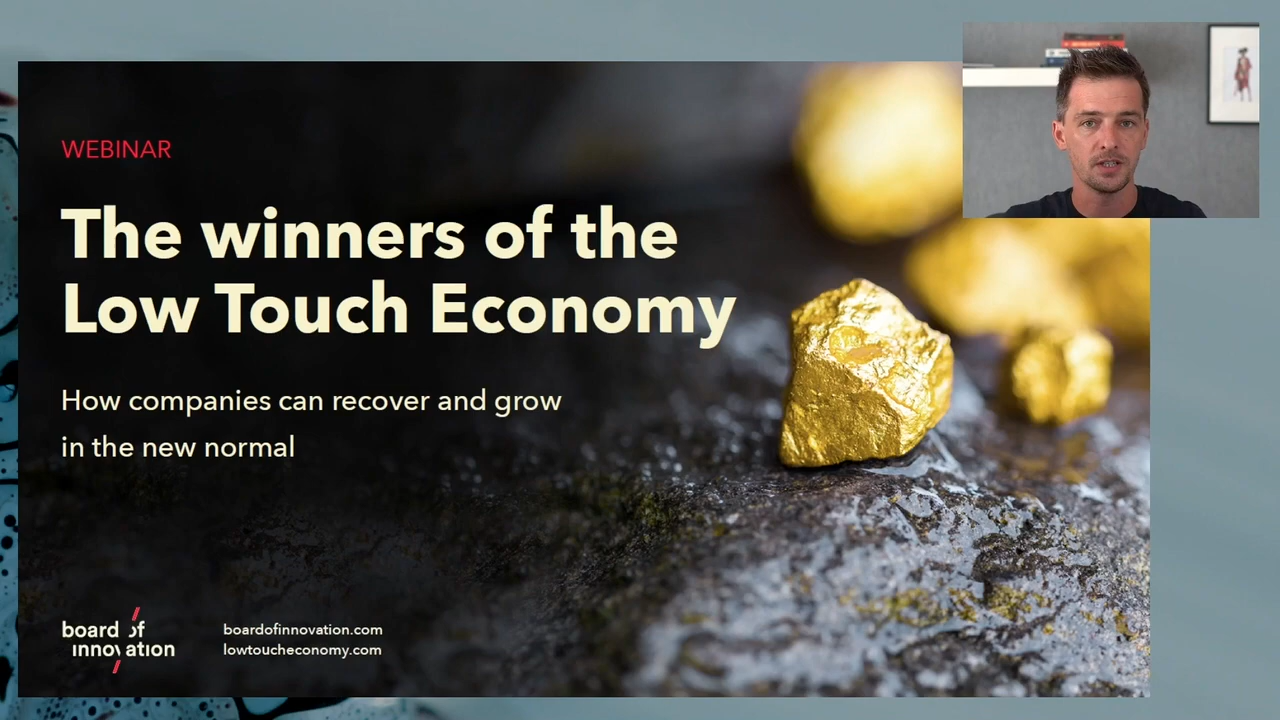 WEBINAR
The winners of the
Low Touch Economy
How companies can recover and grow
in the new normal
board of
innovation
boardofinnovation.com
lowtoucheconomy.com